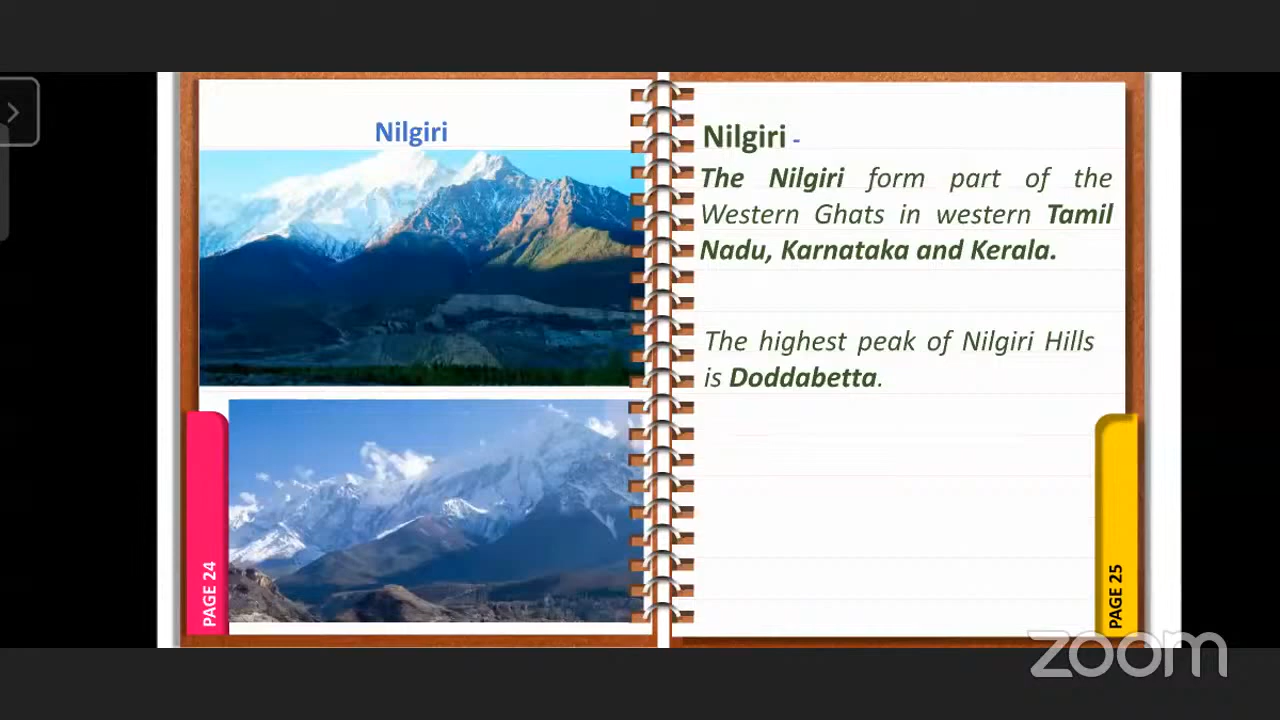 Nilgiri
PAGE 24
Nilgiri -
The Nilgiri form part of the
Western Ghats in western Tamil
Nadu, Karnataka and Kerala.
The highest peak of Nilgiri Hills
is Doddabetta.
PAGE 25
zoom